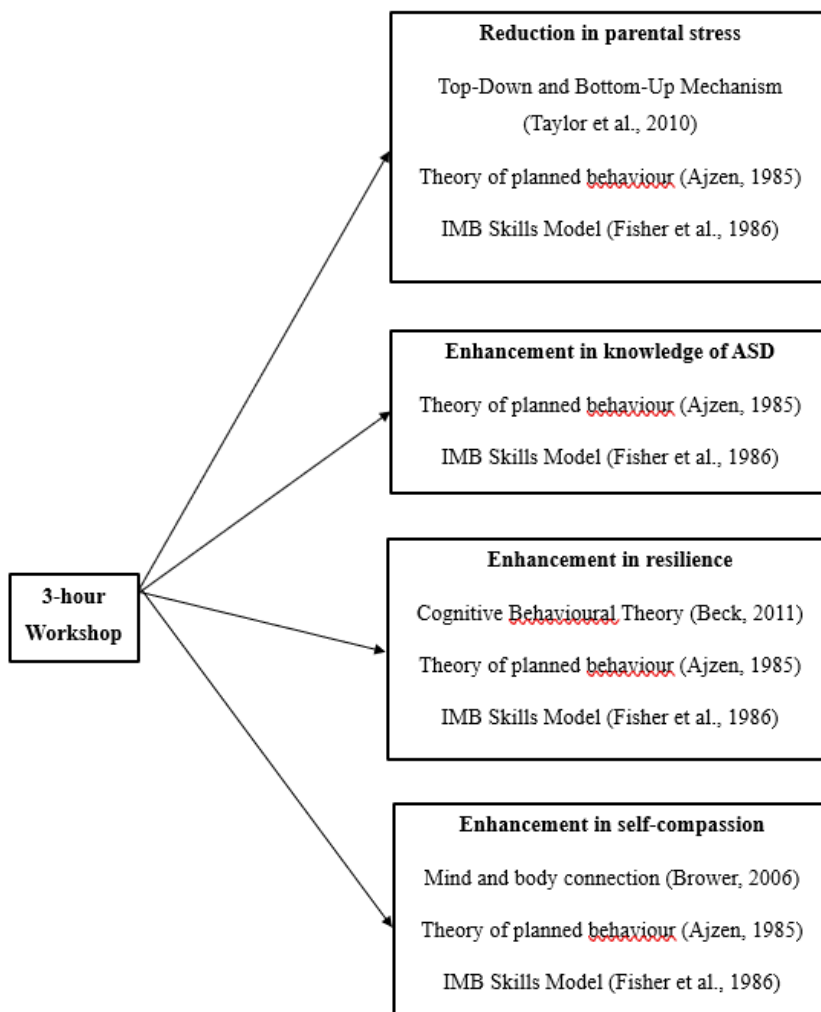 Reduction in parental stress
Top-Down and Bottom-Up Mechanism
(Taylor et al., 2010)
Theory of planned behaviour (Ajzen, 1985)
IMB Skills Model (Fisher et al., 1986)
Enhancement in knowledge of ASD
Theory of planned behaviour (Ajzen, 1985)
IMB Skills Model (Fisher et al., 1986)
3-hour
Workshop
Enhancement in resilience
Cognitive Behavioural Theory (Beck, 2011)
Theory of planned behaviour (Ajzen, 1985)
IMB Skills Model (Fisher et al., 1986)
Enhancement in self-compassion
Mind and body connection (Brower, 2006)
Theory of planned behaviour (Ajzen, 1985)
IMB Skills Model (Fisher et al., 1986)